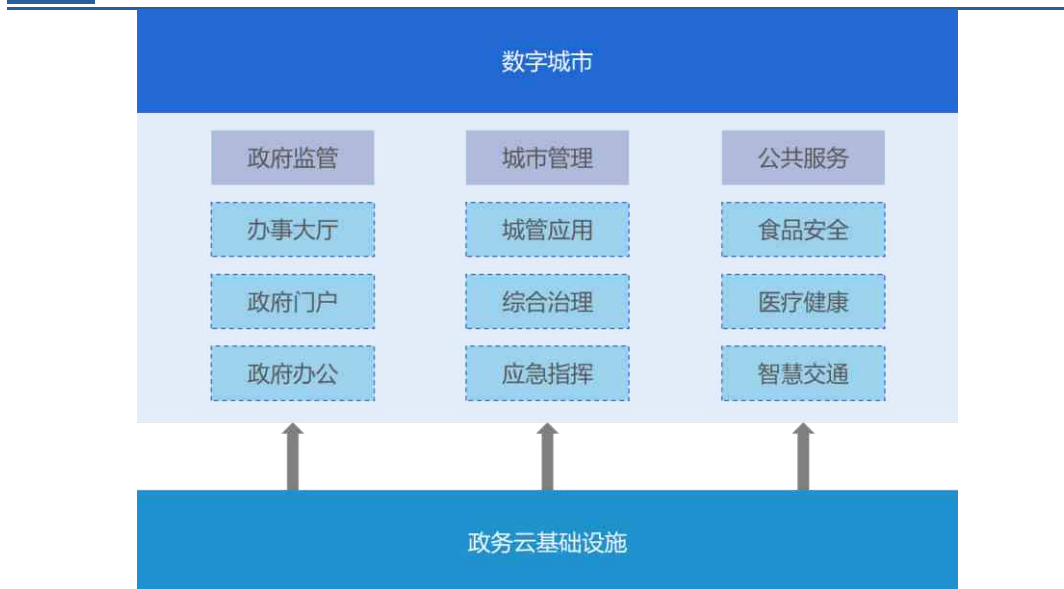 数字城市
政府监管
城市管理
公共服务
办事大厅
城管应用
食品安全
政府门户
综合治理
医疗健康
政府办公
应急指挥
智慧交通
政务云基础设施